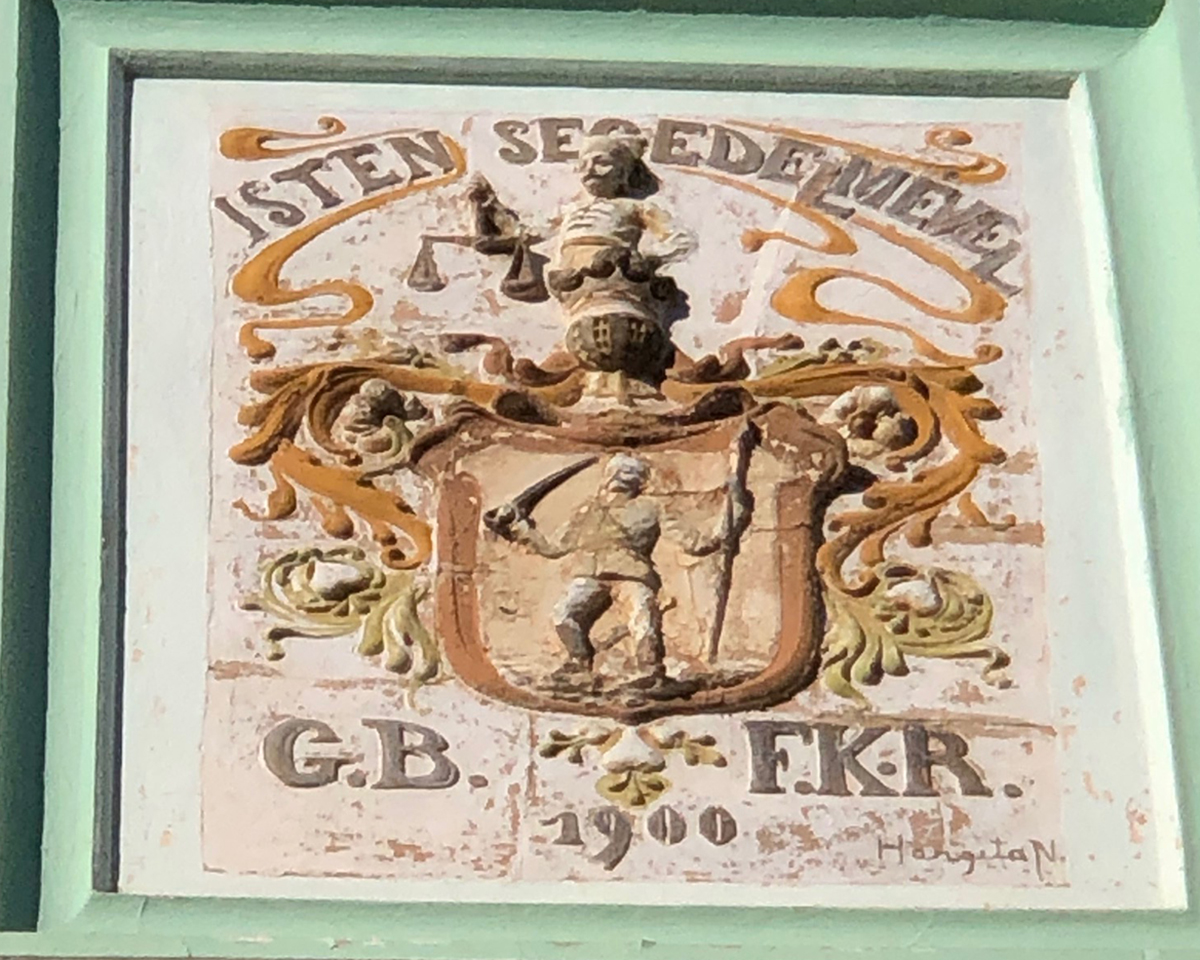 ISTEN SEGEDELMEVEL
G.B. F.K.R.
1900
Hargita N.